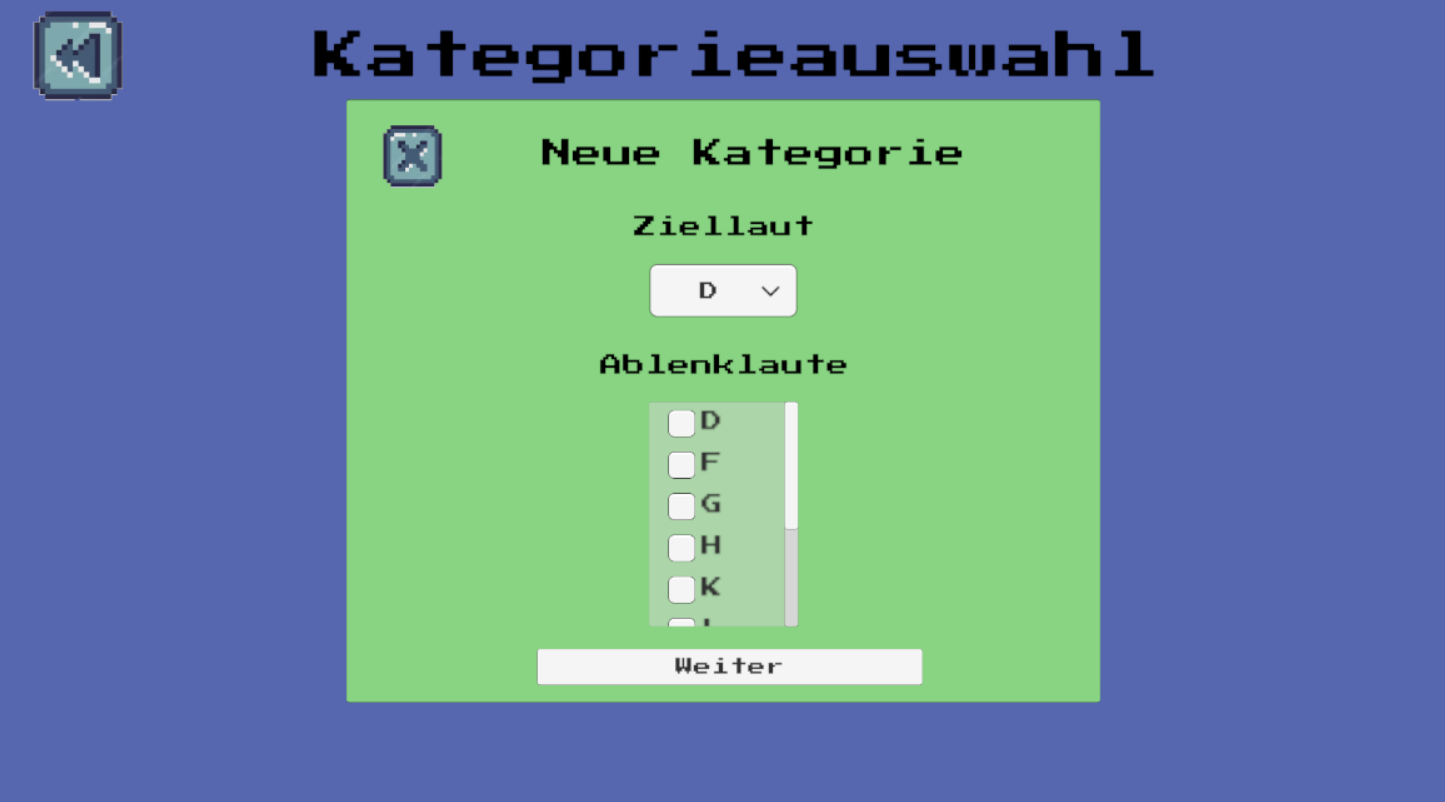 Kategorieauswahl
Neue Kategorie
Ziellaut
D
Ablenklaute
D
F
G
H
K
Weiter